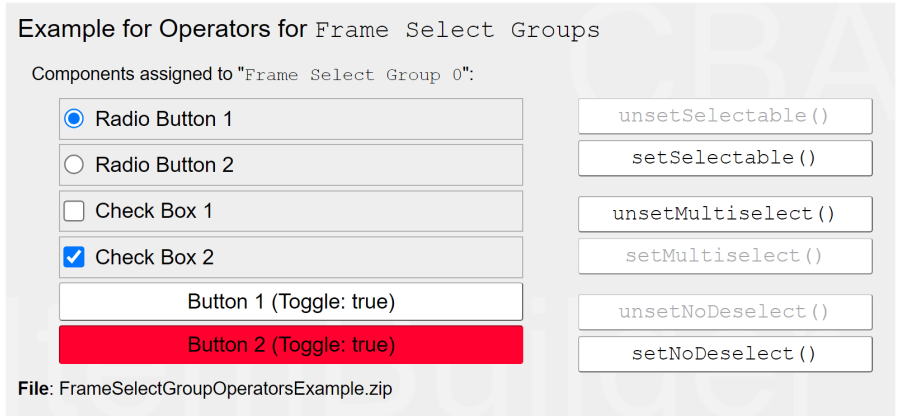 Example for Operators for Frame Select Groups
Components assigned to "Frame Select Group 0":
Radio Button 1
Radio Button 2
Check Box 1
Check Box 2
Button 1 (Toggle: true)
Button 2 (Toggle: true)
unsetSelectable()
setSelectable()
unsetMultiselect()
setMultiselect()
unsetNoDeselect()
setNoDeselect()
File: FrameSelectGroupOperatorsExample.zip
CBA
ItemBuilder